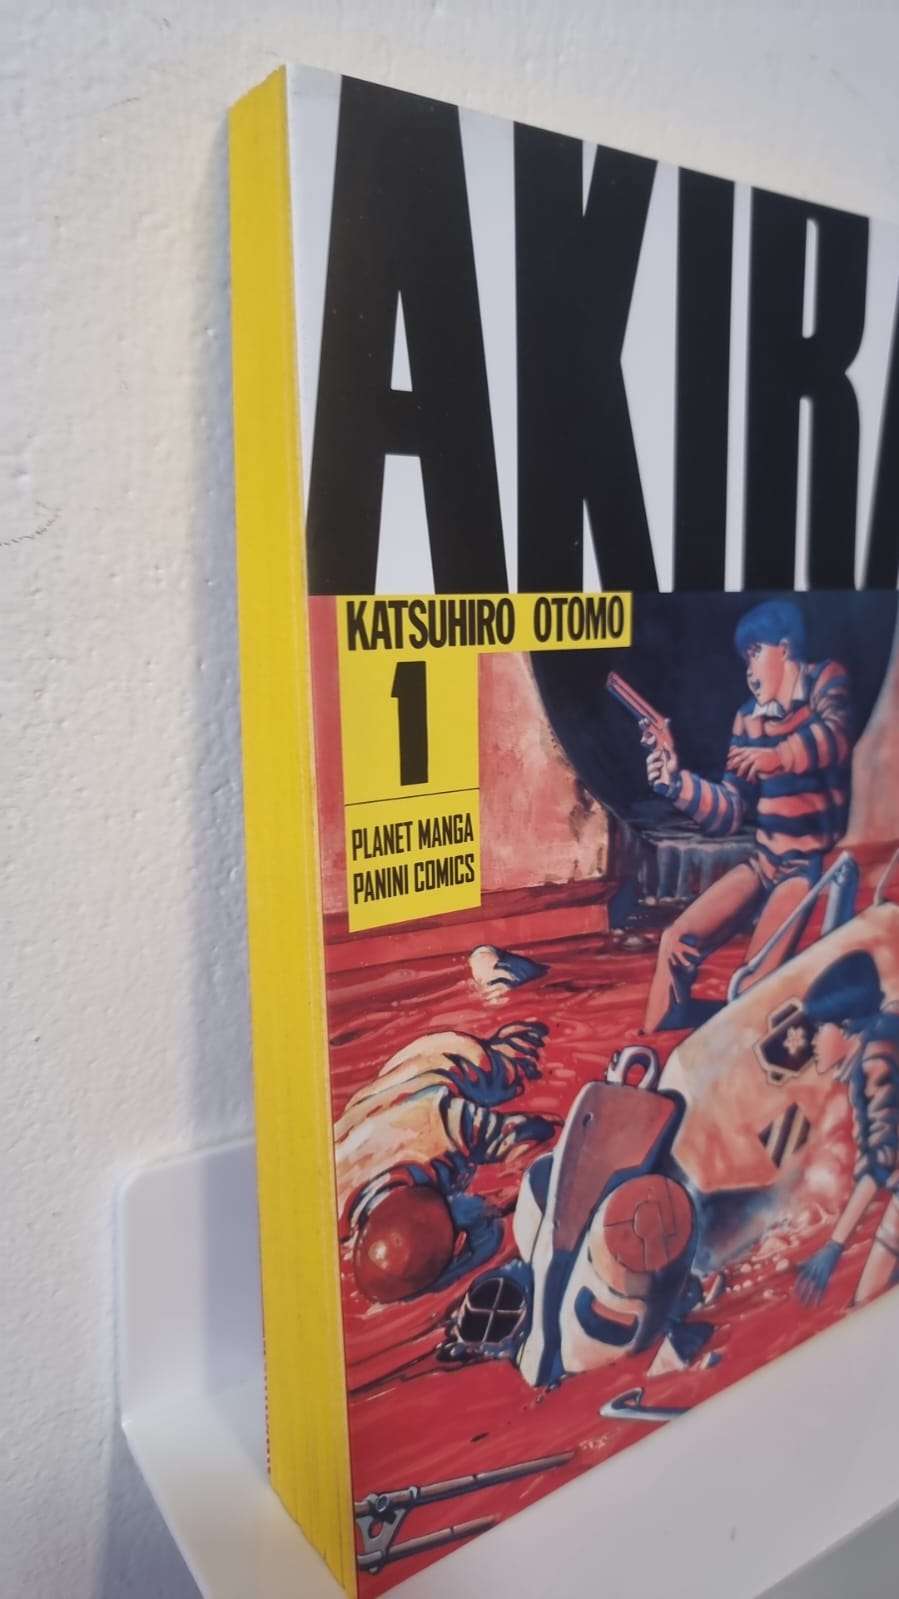 AKIRA
KATSUHIRO OTOMO
1
PLANET MANGA
PANINI COMICS